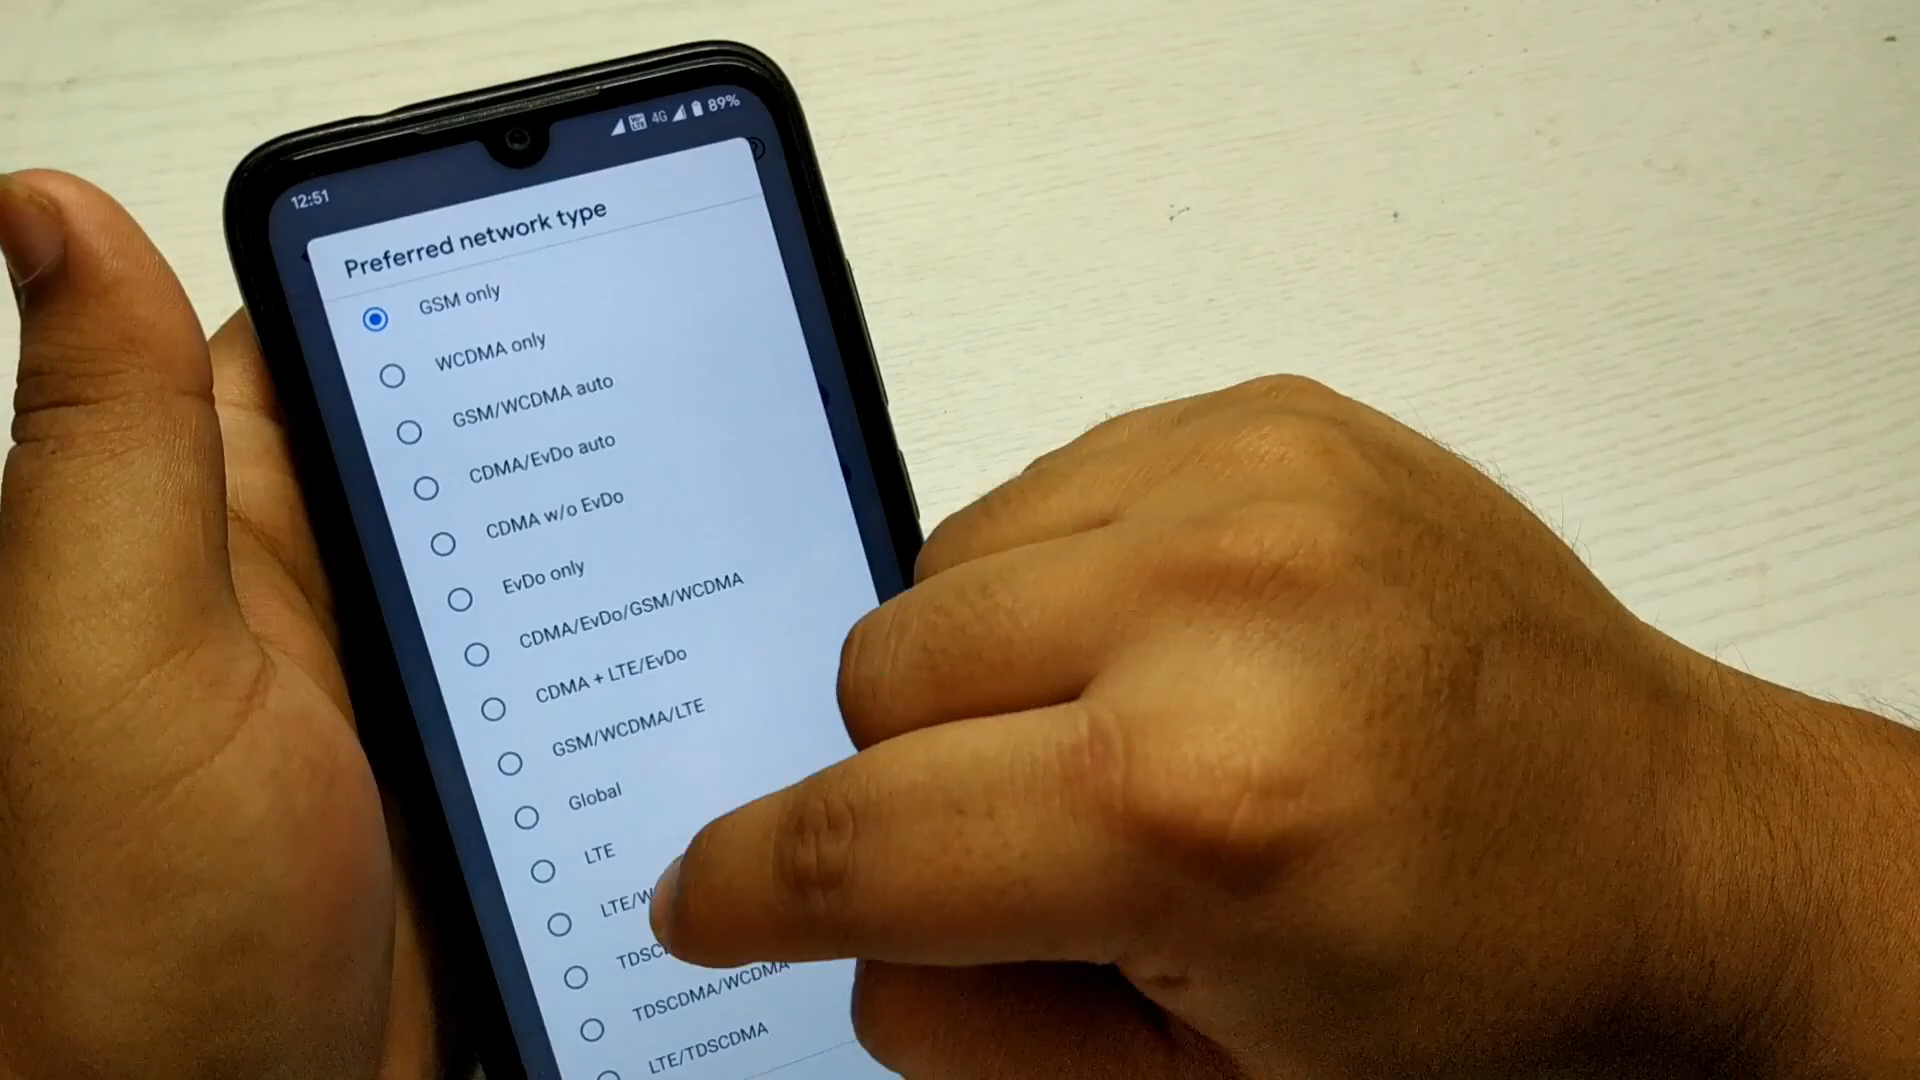 4G 89%
12:51
Preferred network type
GSM only
WCDMA only
GSM/WCDMA auto
CDMA/EvDo auto
CDMA w/o EvDo
EvDo only
CDMA/EvDo/GSM/WCDMA
CDMA + LTE/EvDo
GSM/WCDMA/LTE
Global
LTE
TDSCDMA/WCDMA
LTE/TDSCDMA